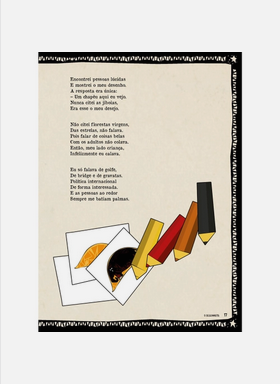 Encontrei pessoas lúcidas
E mostrei o meu desenho.
A resposta era única:
– Um chapéu aqui eu vejo.
Nunca citei as jiboias,
Era esse o meu desejo.
Não citei florestas virgens,
Das estrelas, não falava.
Pois falar de coisas belas
Com os adultos não colava.
Então, meu lado criança,
Infelizmente eu calava.
Eu só falava de golfe,
De bridge e de gravatas.
Política internacional
De forma interessada.
E as pessoas ao redor
Sempre me batiam palmas.